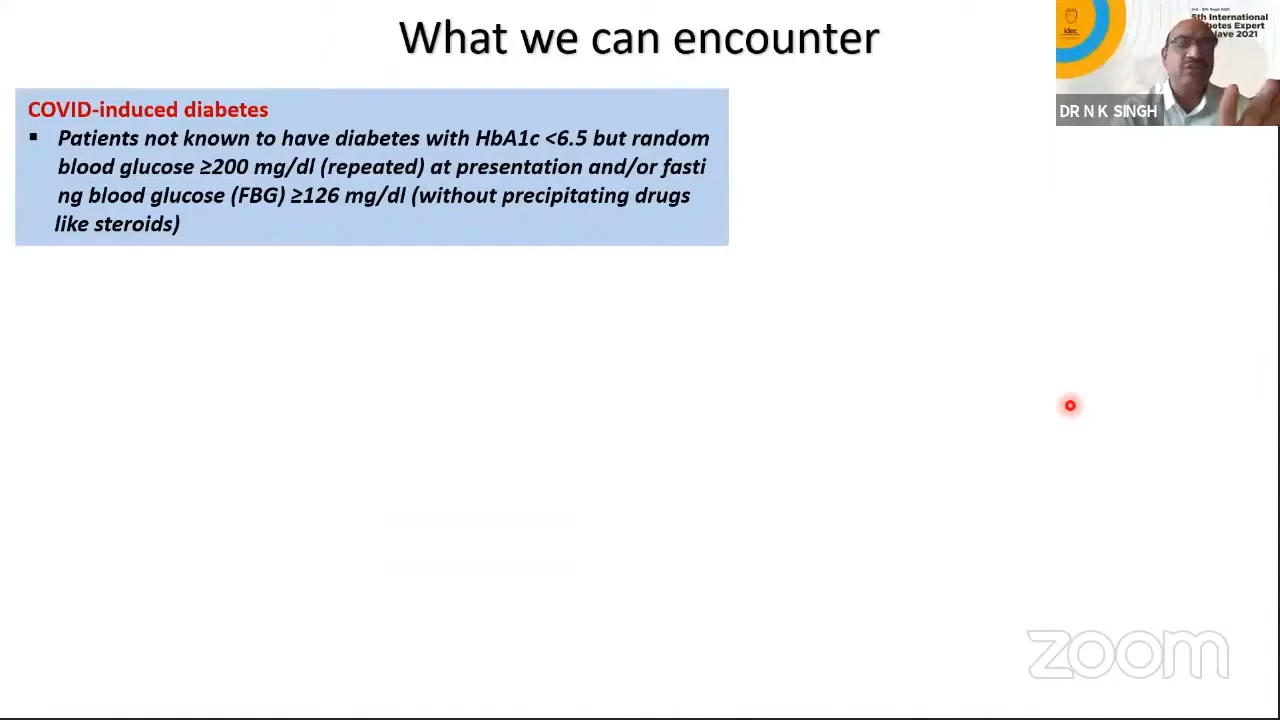 What we can encounter
COVID-induced diabetes
▪ Patients not known to have diabetes with HbA1c <6.5 but random
blood glucose ≥200 mg/dl (repeated) at presentation and/or fasti
ng blood glucose (FBG) ≥126 mg/dl (without precipitating drugs
like steroids)
5th International
Expert
2021
idec
DR N K SINGH
zoom